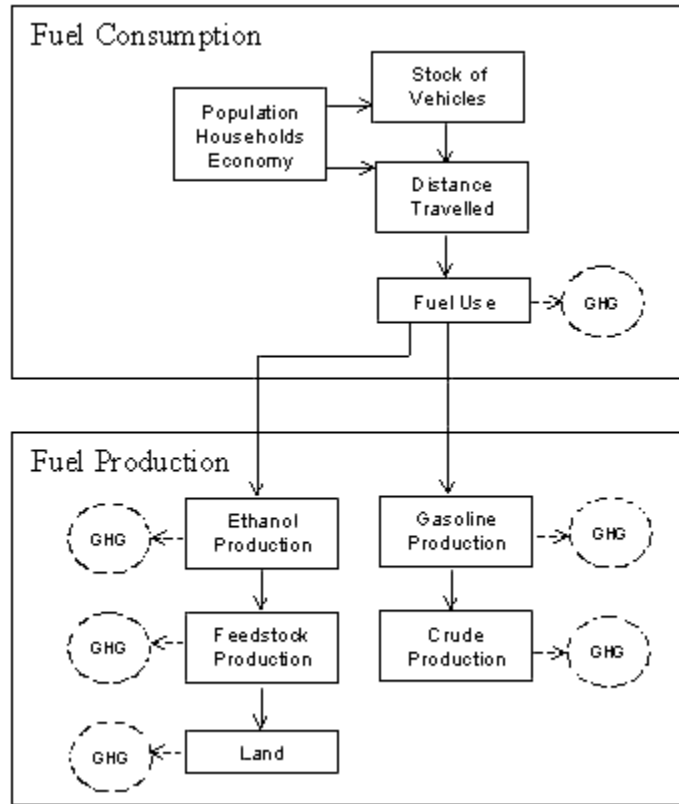 Fuel Consumption
Stock of
Vehicles
Population
Households
Economy
Distance
Travelled
Fuel Use
GHG
Fuel Production
Ethanol
Production
GHG
Gasoline
Production
GHG
Feedstock
Production
GHG
Crude
Production
GHG
Land
GHG